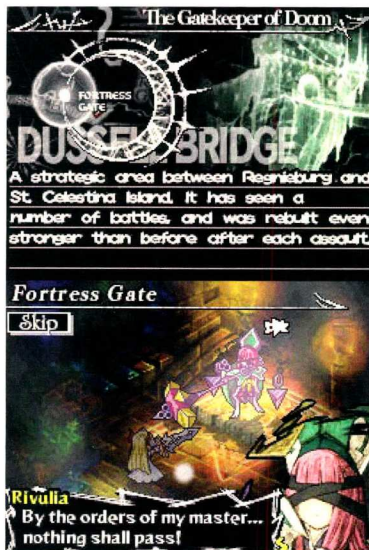 The Gatekeeper of Doom
FORTRESS
GATE
DUSSELL BRIDGE
A strategic area between Regnieburg and
St. Celestina Island. It has seen a
number of battles, and was rebuilt even
stronger than before after each assault.
Fortress Gate
Skip
Rivulia
By the orders of my master...
nothing shall pass!